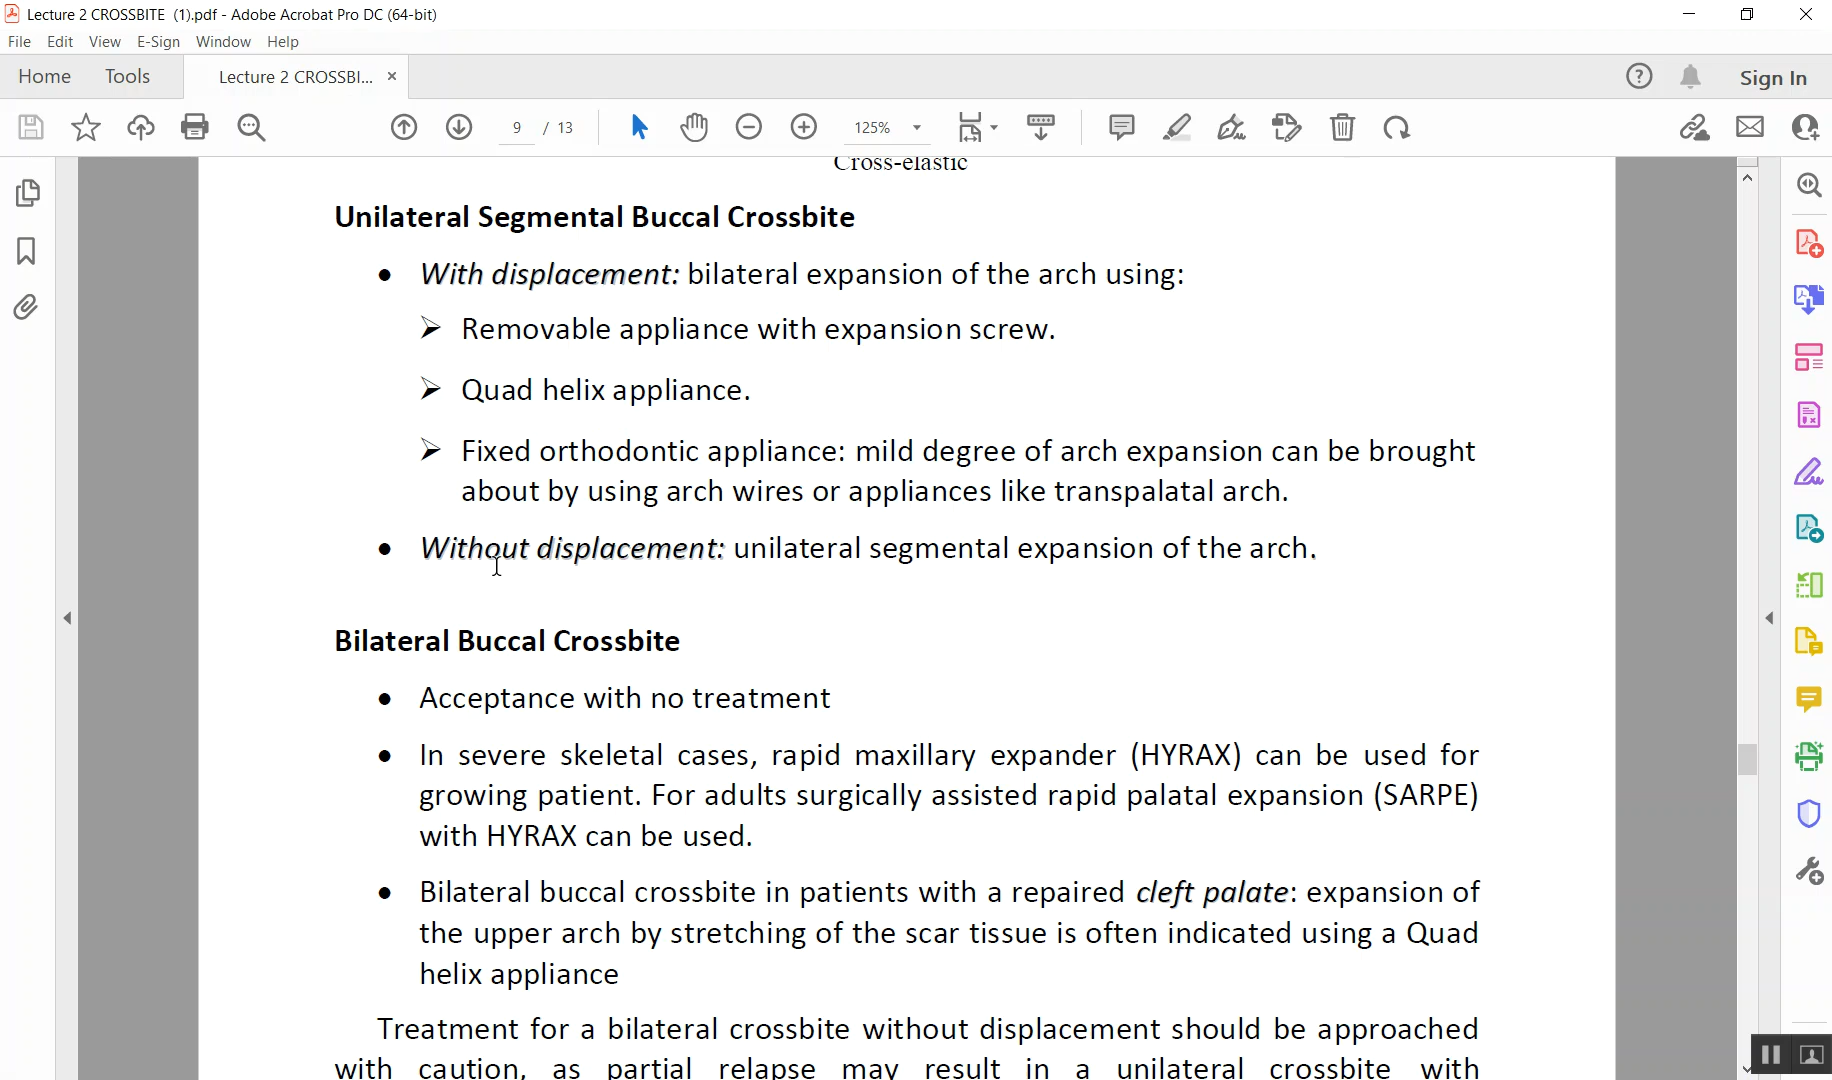 Lecture 2 CROSSBITE (1).pdf - Adobe Acrobat Pro DC (64-bit)
File Edit View E-Sign Window Help
Home Tools Lecture 2 CROSSBI... × Sign In
9 / 13 125%
Cross-elastic
Unilateral Segmental Buccal Crossbite
• With displacement: bilateral expansion of the arch using:
➢ Removable appliance with expansion screw.
➢ Quad helix appliance.
➢ Fixed orthodontic appliance: mild degree of arch expansion can be brought
about by using arch wires or appliances like transpalatal arch.
• Without displacement: unilateral segmental expansion of the arch.
Bilateral Buccal Crossbite
• Acceptance with no treatment
• In severe skeletal cases, rapid maxillary expander (HYRAX) can be used for
growing patient. For adults surgically assisted rapid palatal expansion (SARPE)
with HYRAX can be used.
• Bilateral buccal crossbite in patients with a repaired cleft palate: expansion of
the upper arch by stretching of the scar tissue is often indicated using a Quad
helix appliance
Treatment for a bilateral crossbite without displacement should be approached
with caution, as partial relapse may result in a unilateral crossbite with